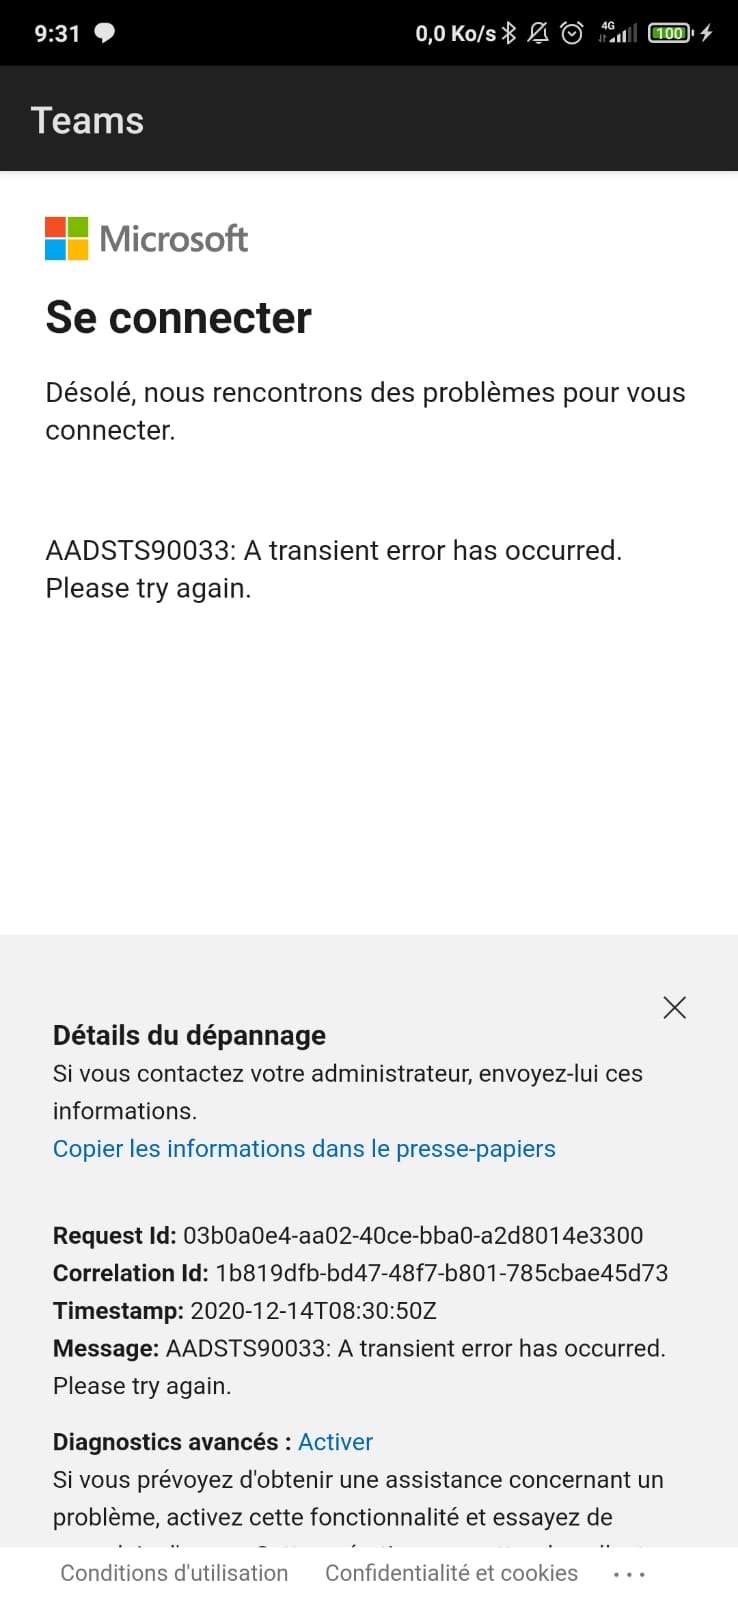 9:31
0,0 Ko/s 4G 100
Teams
Microsoft
Se connecter
Désolé, nous rencontrons des problèmes pour vous
connecter.
AADSTS90033: A transient error has occurred.
Please try again.
Détails du dépannage
Si vous contactez votre administrateur, envoyez-lui ces
informations.
Copier les informations dans le presse-papiers
Request Id: 03b0a0e4-aa02-40ce-bba0-a2d8014e3300
Correlation Id: 1b819dfb-bd47-48f7-b801-785cbae45d73
Timestamp: 2020-12-14T08:30:50Z
Message: AADSTS90033: A transient error has occurred.
Please try again.
Diagnostics avancés : Activer
Si vous prévoyez d'obtenir une assistance concernant un
problème, activez cette fonctionnalité et essayez de
Conditions d'utilisation Confidentialité et cookies ...